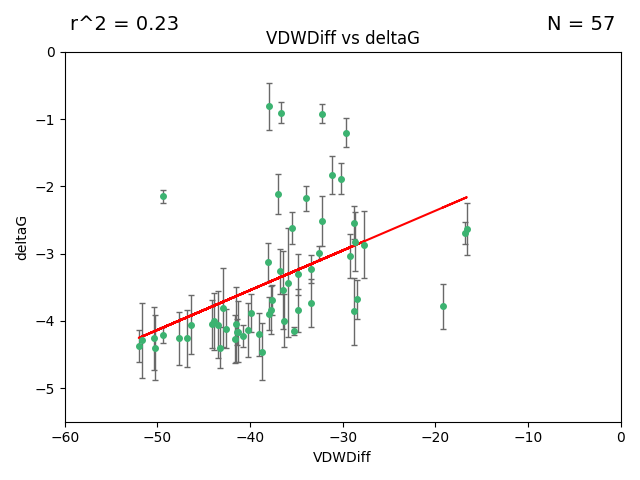 r^2 = 0.23
N = 57
VDWDiff vs deltaG
0
−1
−2
−3
−4
−5
deltaG
−60 −50 −40 −30 −20 −10 0
VDWDiff